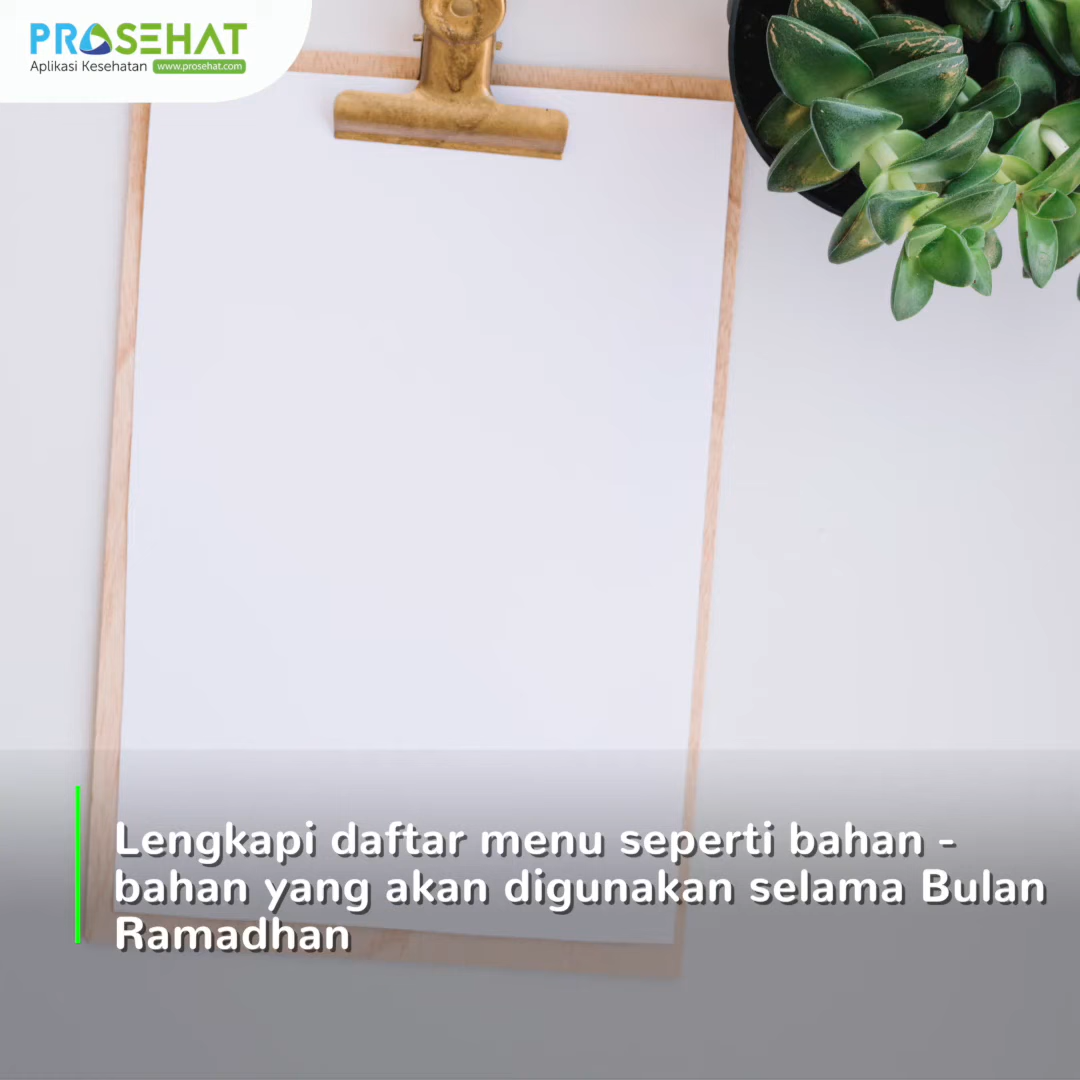 PROSEHAT
Aplikasi Kesehatan www.prosehat.com
Lengkapi daftar menu seperti bahan -
bahan yang akan digunakan selama Bulan
Ramadhan